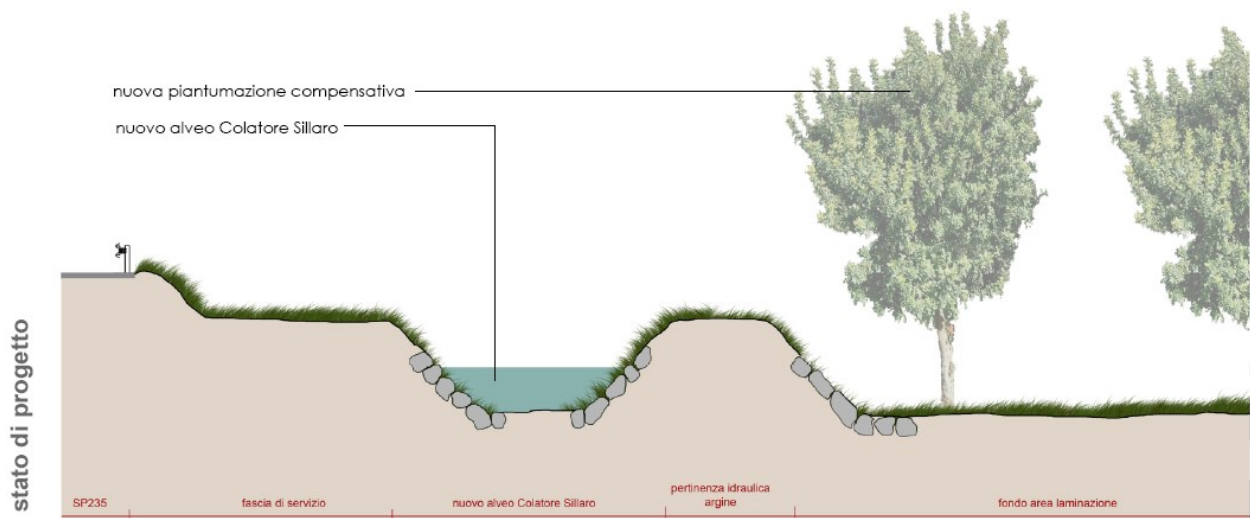 nuova piantumazione compensativa
nuovo alveo Colatore Sillaro
stato di progetto
SP235
fascia di servizio
nuovo alveo Colatore Sillaro
pertinenza idraulica
argine
fondo area laminazione